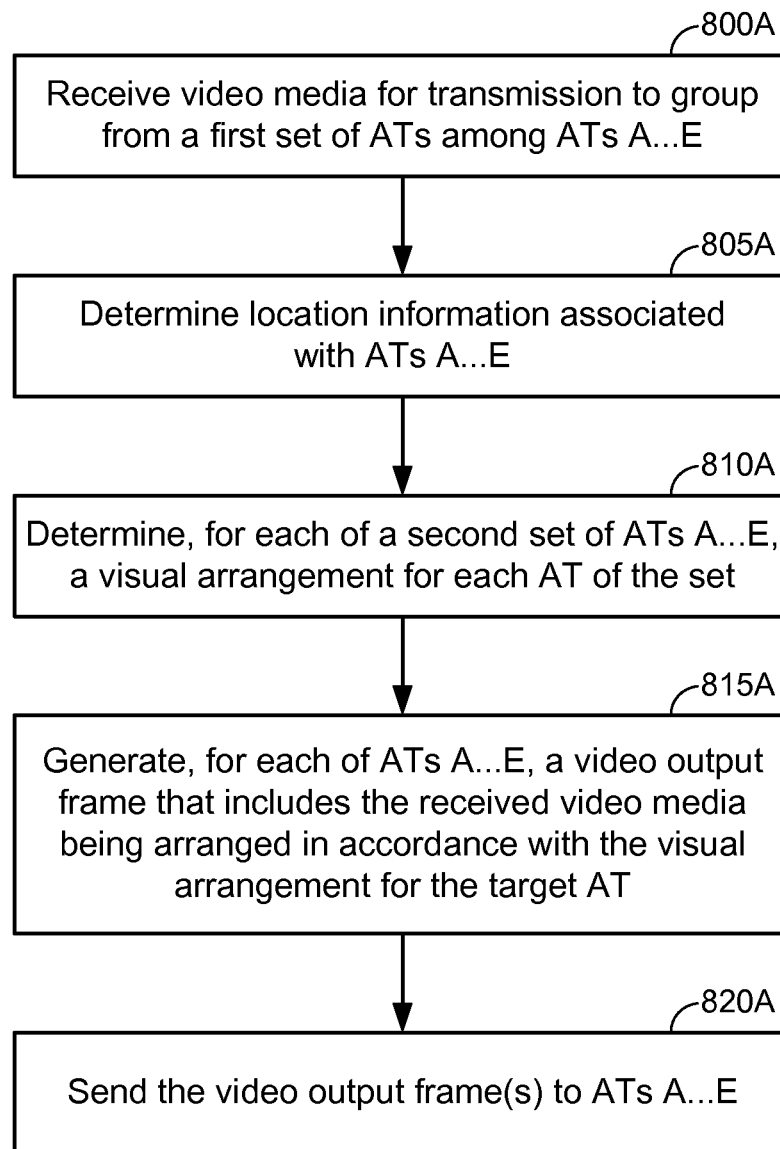 800A
Receive video media for transmission to group
from a first set of ATs among ATs A...E
805A
Determine location information associated
with ATs A...E
810A
Determine, for each of a second set of ATs A...E,
a visual arrangement for each AT of the set
815A
Generate, for each of ATs A...E, a video output
frame that includes the received video media
being arranged in accordance with the visual
arrangement for the target AT
820A
Send the video output frame(s) to ATs A...E